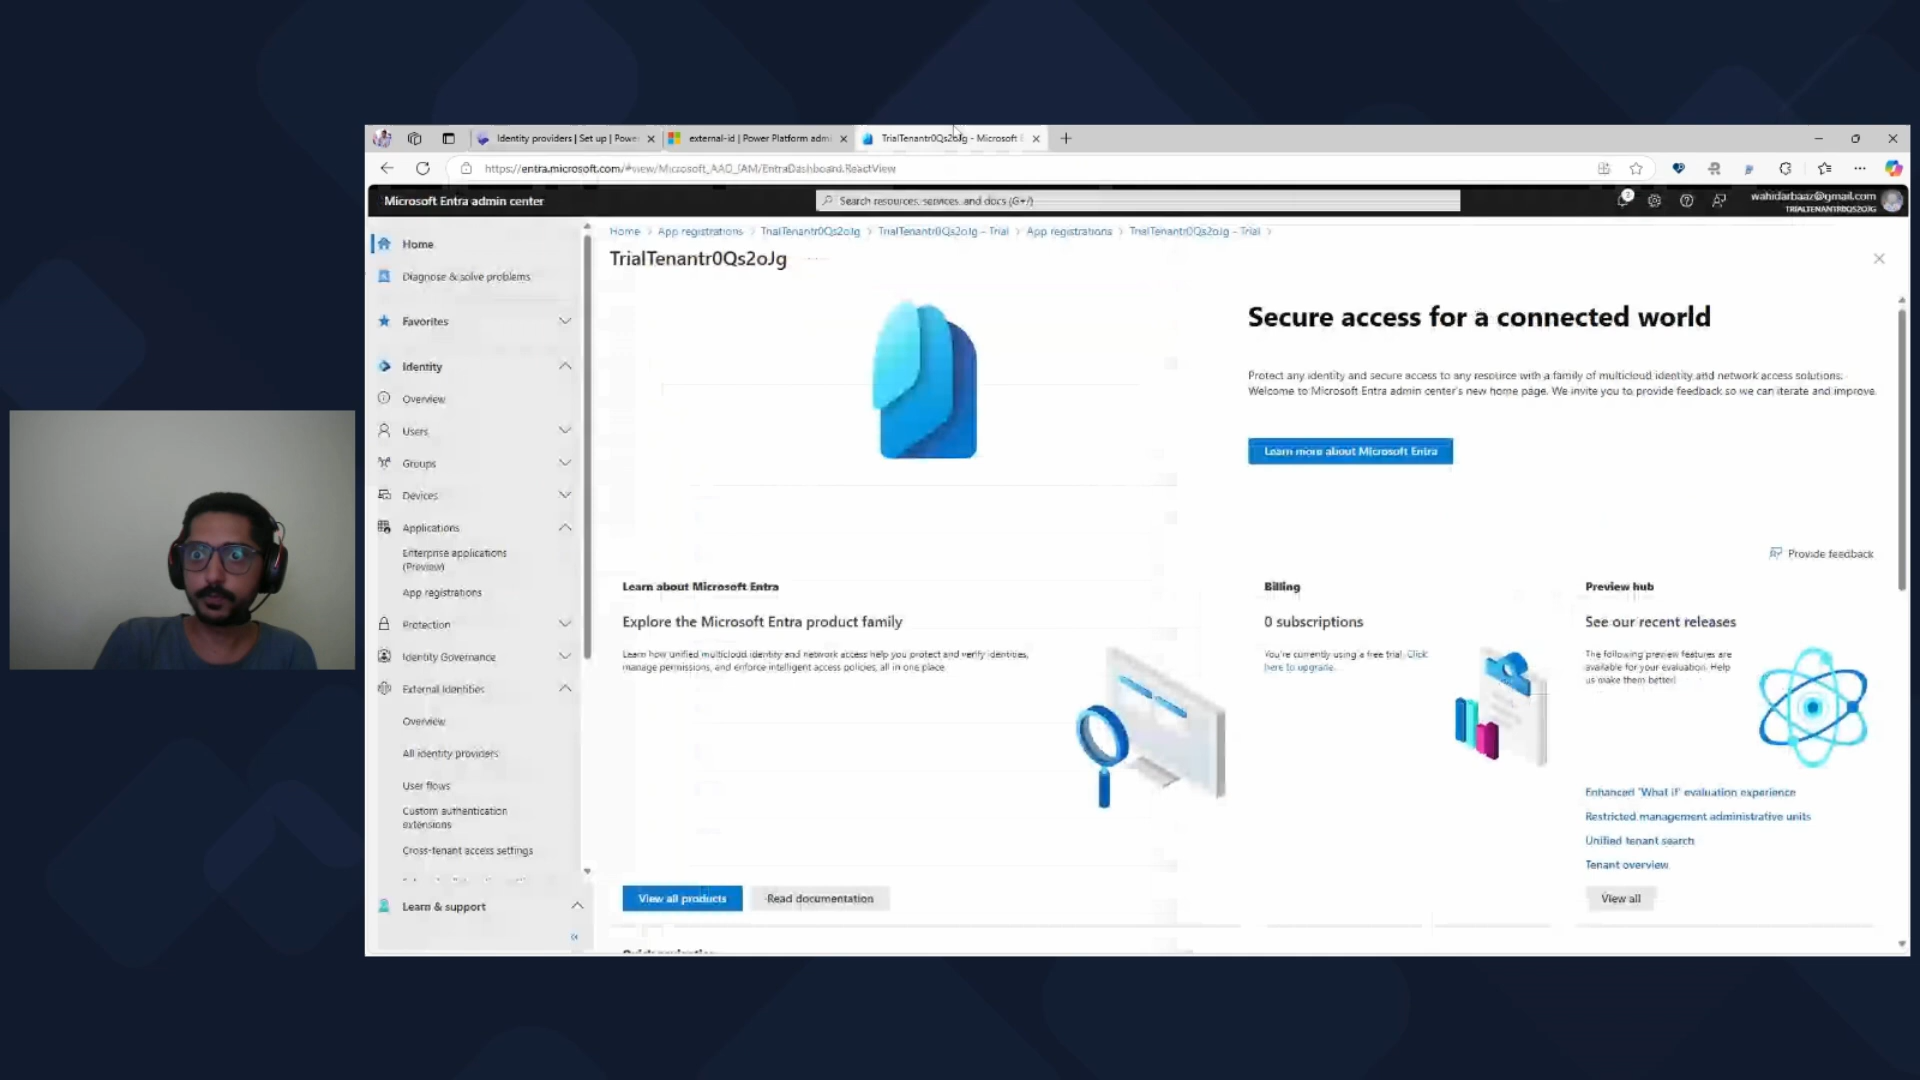 Identity providers | Set up | Power
external-id | Power Platform admi
TrialTenantr0Qs2oJg - Microsoft E
https://entra.microsoft.com/#view/Microsoft_AAD_IAM/EntraDashboard.ReactView
Microsoft Entra admin center
Search resources, services, and docs (G+/)
wahidarbaaz@gmail.com
TRIALTENANTR0QS2OJG
Home
Diagnose & solve problems
Favorites
Identity
Overview
Users
Groups
Devices
Applications
Enterprise applications
(Preview)
App registrations
Protection
Identity Governance
External Identities
Overview
All identity providers
User flows
Custom authentication
extensions
Cross-tenant access settings
Learn & support
Home > App registrations > TrialTenantr0Qs2oJg > TrialTenantr0Qs2oJg - Trial > App registrations > TrialTenantr0Qs2oJg - Trial >
TrialTenantr0Qs2oJg
Secure access for a connected world
Protect any identity and secure access to any resource with a family of multicloud identity and network access solutions.
Welcome to Microsoft Entra admin center's new home page. We invite you to provide feedback so we can iterate and improve.
Learn more about Microsoft Entra
Provide feedback
Learn about Microsoft Entra
Explore the Microsoft Entra product family
Learn how unified multicloud identity and network access help you protect and verify identities,
manage permissions, and enforce intelligent access policies, all in one place.
View all products
Read documentation
Billing
0 subscriptions
You're currently using a free trial. Click
here to upgrade.
Preview hub
See our recent releases
The following preview features are
available for your evaluation. Help
us make them better!
Enhanced 'What if' evaluation experience
Restricted management administrative units
Unified tenant search
Tenant overview
View all